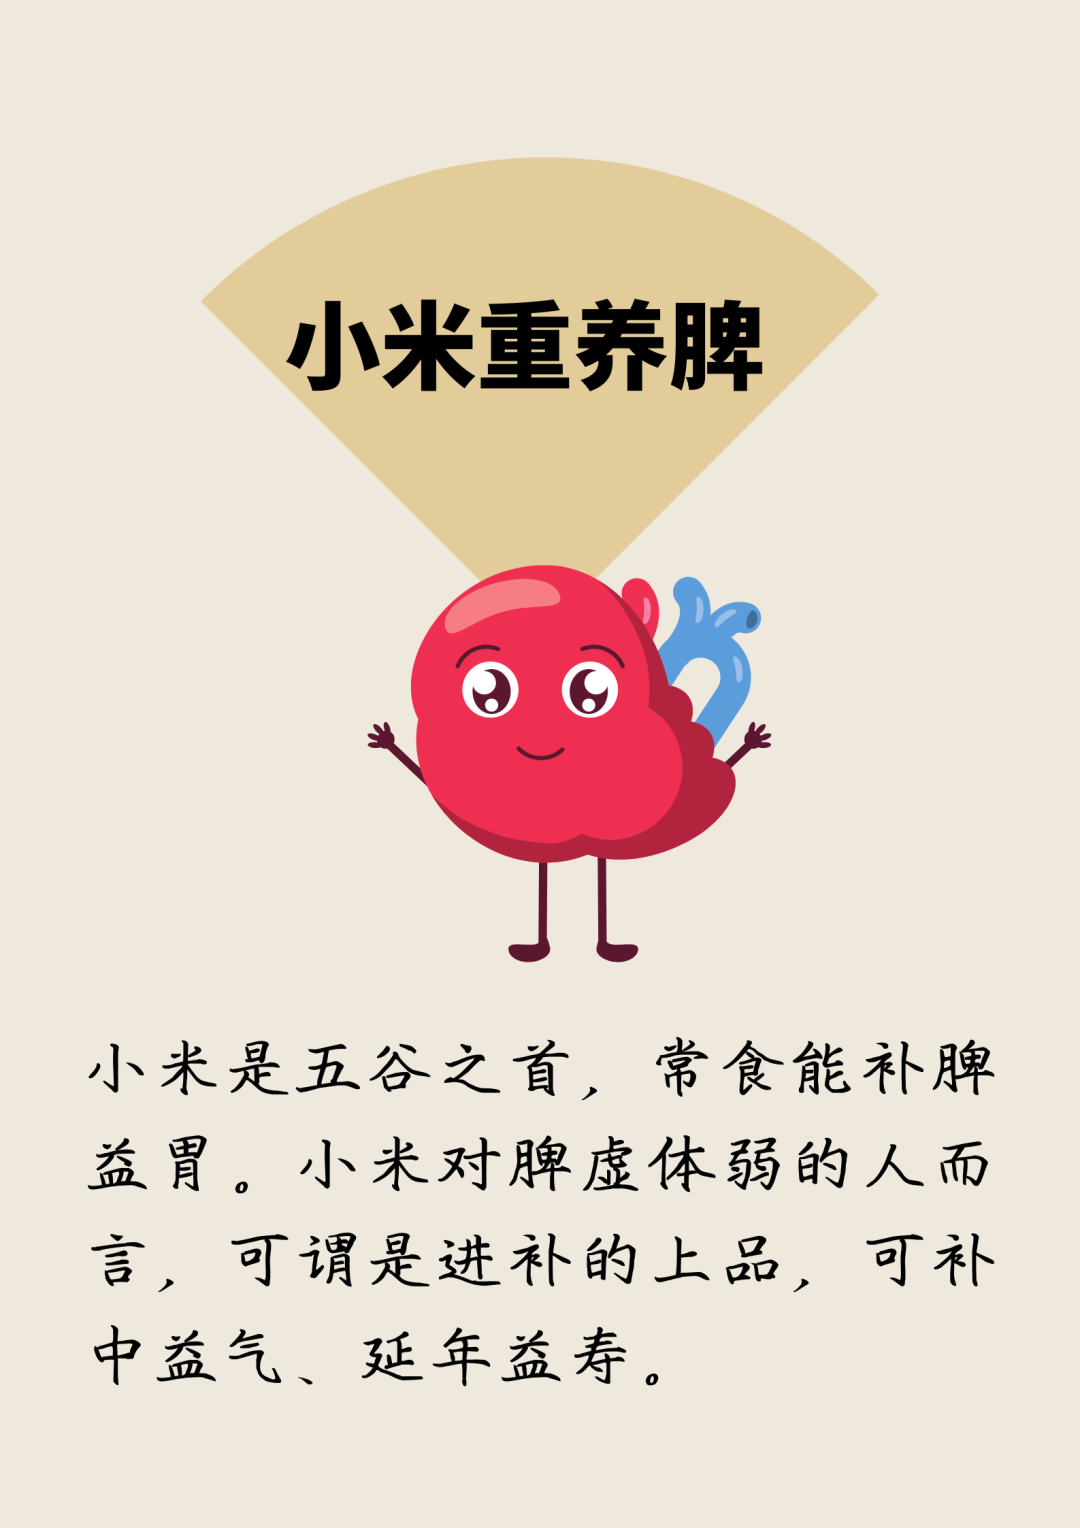 小米重养脾
小米是五谷之首，常食能补脾
益胃。小米对脾虚体弱的人而
言，可谓是进补的上品，可补
中益气、延年益寿。